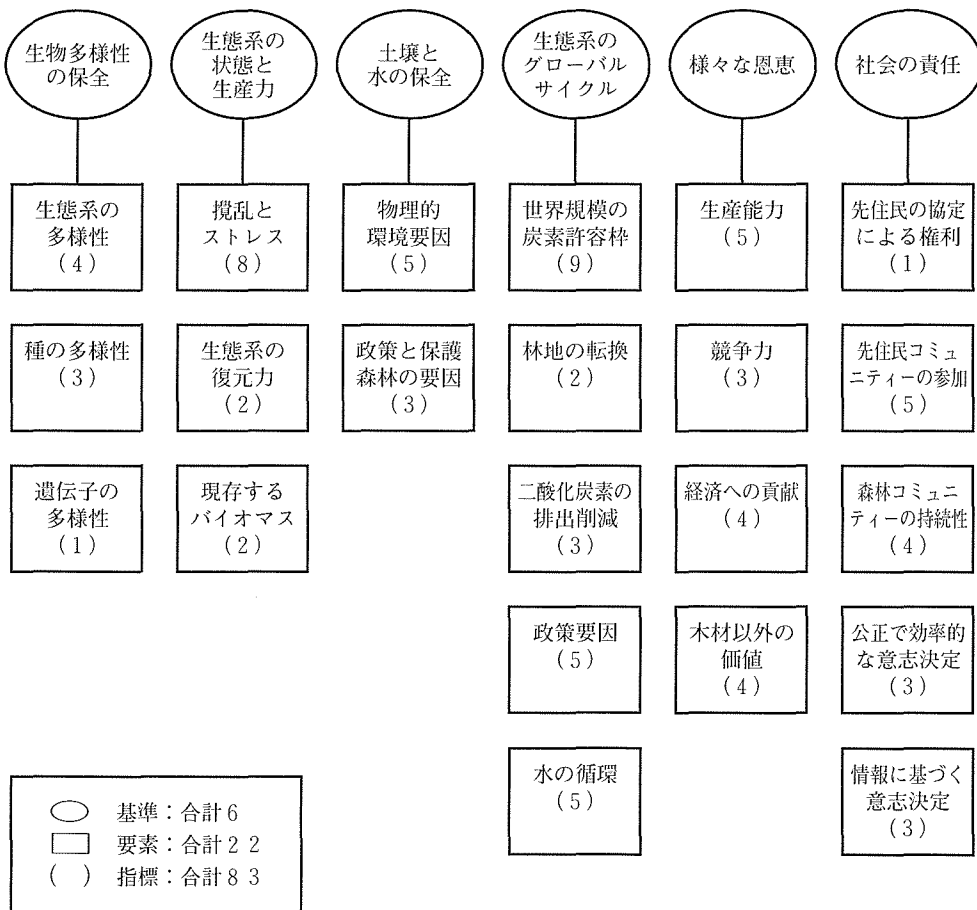 生物多様性
の保全
生態系の
状態と
生産力
土壌と
水の保全
生態系の
グローバル
サイクル
様々な恩恵
社会の責任
生態系の
多様性
(4)
攪乱と
ストレス
(8)
物理的
環境要因
(5)
世界規模の
炭素許容枠
(9)
生産能力
(5)
先住民の協定
による権利
(1)
種の多様性
(3)
生態系の
復元力
(2)
政策と保護
森林の要因
(3)
林地の転換
(2)
競争力
(3)
先住民コミュ
ニティーの参加
(5)
遺伝子の
多様性
(1)
現存する
バイオマス
(2)
二酸化炭素の
排出削減
(3)
経済への貢献
(4)
森林コミュニ
ティーの持続性
(4)
政策要因
(5)
木材以外の
価値
(4)
公正で効率的
な意志決定
(3)
水の循環
(5)
情報に基づく
意志決定
(3)
基準：合計6
要素：合計22
( ) 指標：合計83